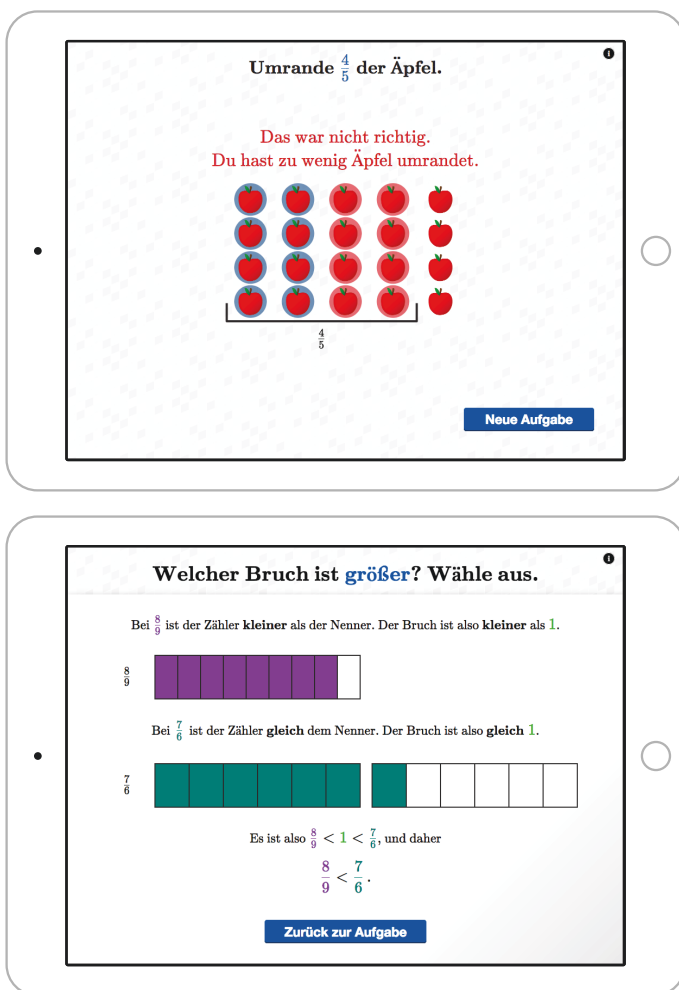 Umrande 4/5 der Äpfel.
Das war nicht richtig.
Du hast zu wenig Äpfel umrandet.
4/5
Neue Aufgabe
Welcher Bruch ist größer? Wähle aus.
Bei 8/9 ist der Zähler kleiner als der Nenner. Der Bruch ist also kleiner als 1.
8/9
Bei 7/6 ist der Zähler gleich dem Nenner. Der Bruch ist also gleich 1.
7/6
Es ist also 8/9 < 1 < 7/6, und daher
8/9 < 7/6.
Zurück zur Aufgabe